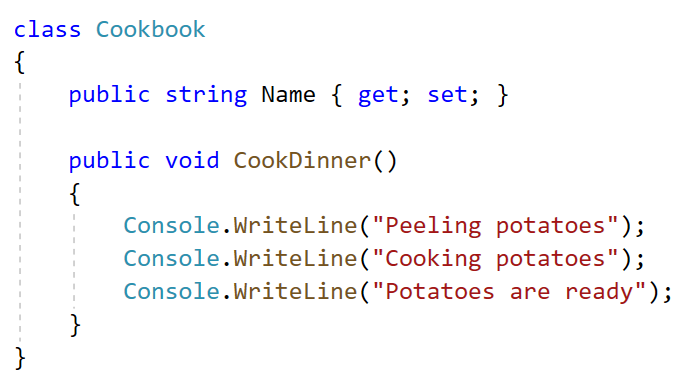 class Cookbook
{
    public string Name { get; set; }

    public void CookDinner()
    {
        Console.WriteLine("Peeling potatoes");
        Console.WriteLine("Cooking potatoes");
        Console.WriteLine("Potatoes are ready");
    }
}